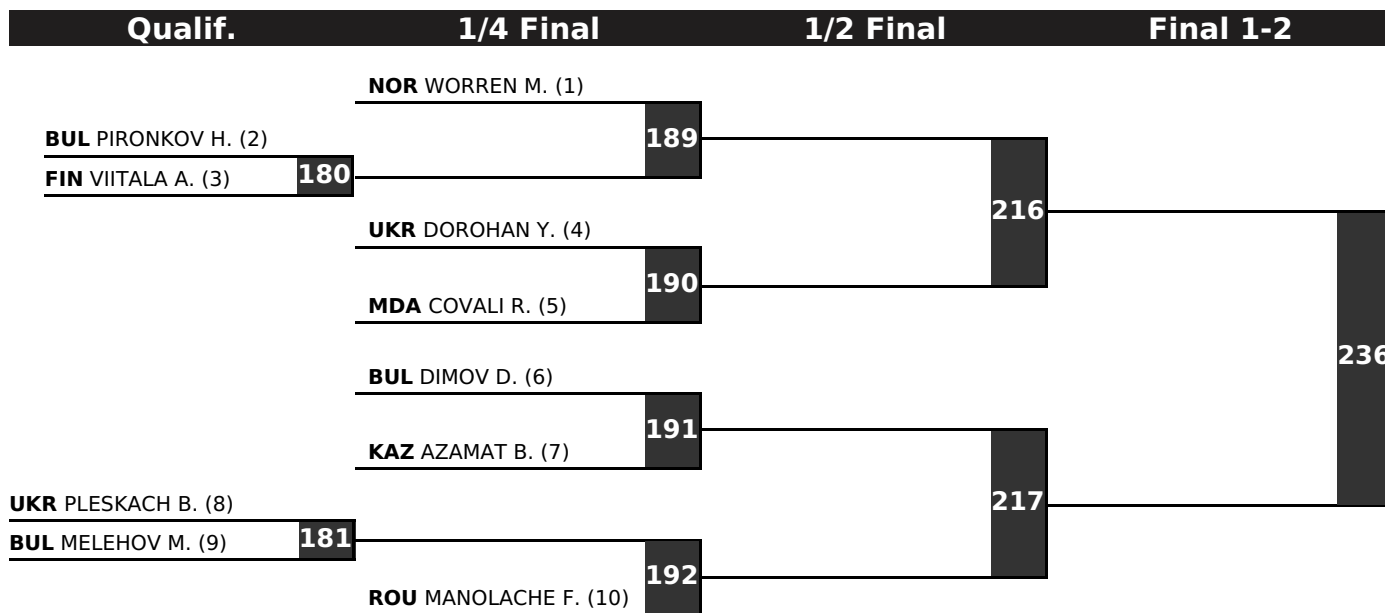 Qualif. 1/4 Final 1/2 Final Final 1-2
NOR WORREN M. (1)
189
BUL PIRONKOV H. (2)
180
FIN VIITALA A. (3)
216
UKR DOROHAN Y. (4)
190
MDA COVALI R. (5)
236
BUL DIMOV D. (6)
191
KAZ AZAMAT B. (7)
217
UKR PLESKACH B. (8)
181
BUL MELEHOV M. (9)
192
ROU MANOLACHE F. (10)